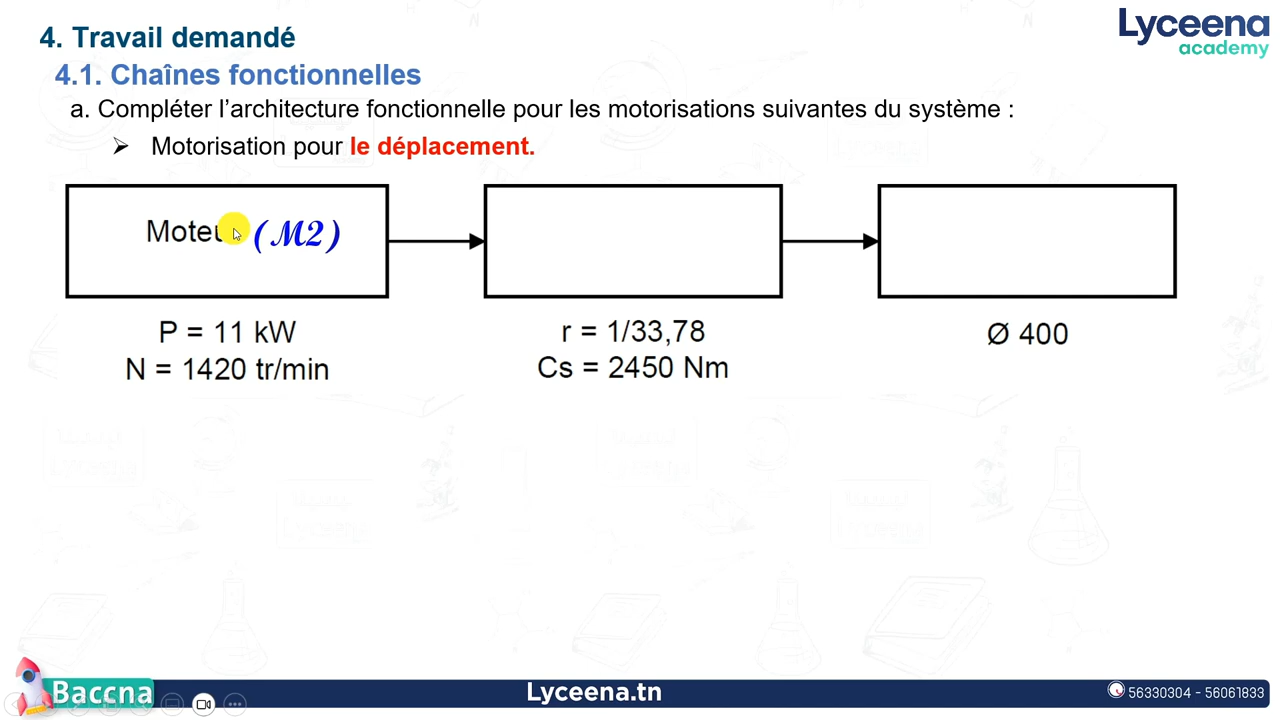 4. Travail demandé
Lyceena
academy
4.1. Chaînes fonctionnelles
a. Compléter l'architecture fonctionnelle pour les motorisations suivantes du système :
➢ Motorisation pour le déplacement.
(M2)
P = 11 kW
N = 1420 tr/min
r = 1/33,78
Cs = 2450 Nm
Ø 400
Baccna
Lyceena.tn
56330304 - 56061833